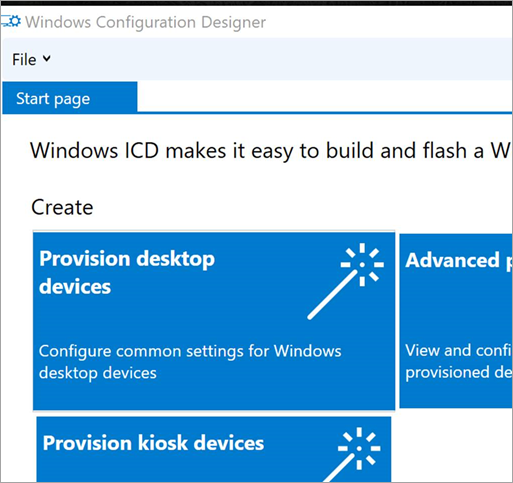 Windows Configuration Designer
File
Start page
Windows ICD makes it easy to build and flash a W
Create
Provision desktop
devices
Configure common settings for Windows
desktop devices
Advanced p
View and confi
provisioned de
Provision kiosk devices